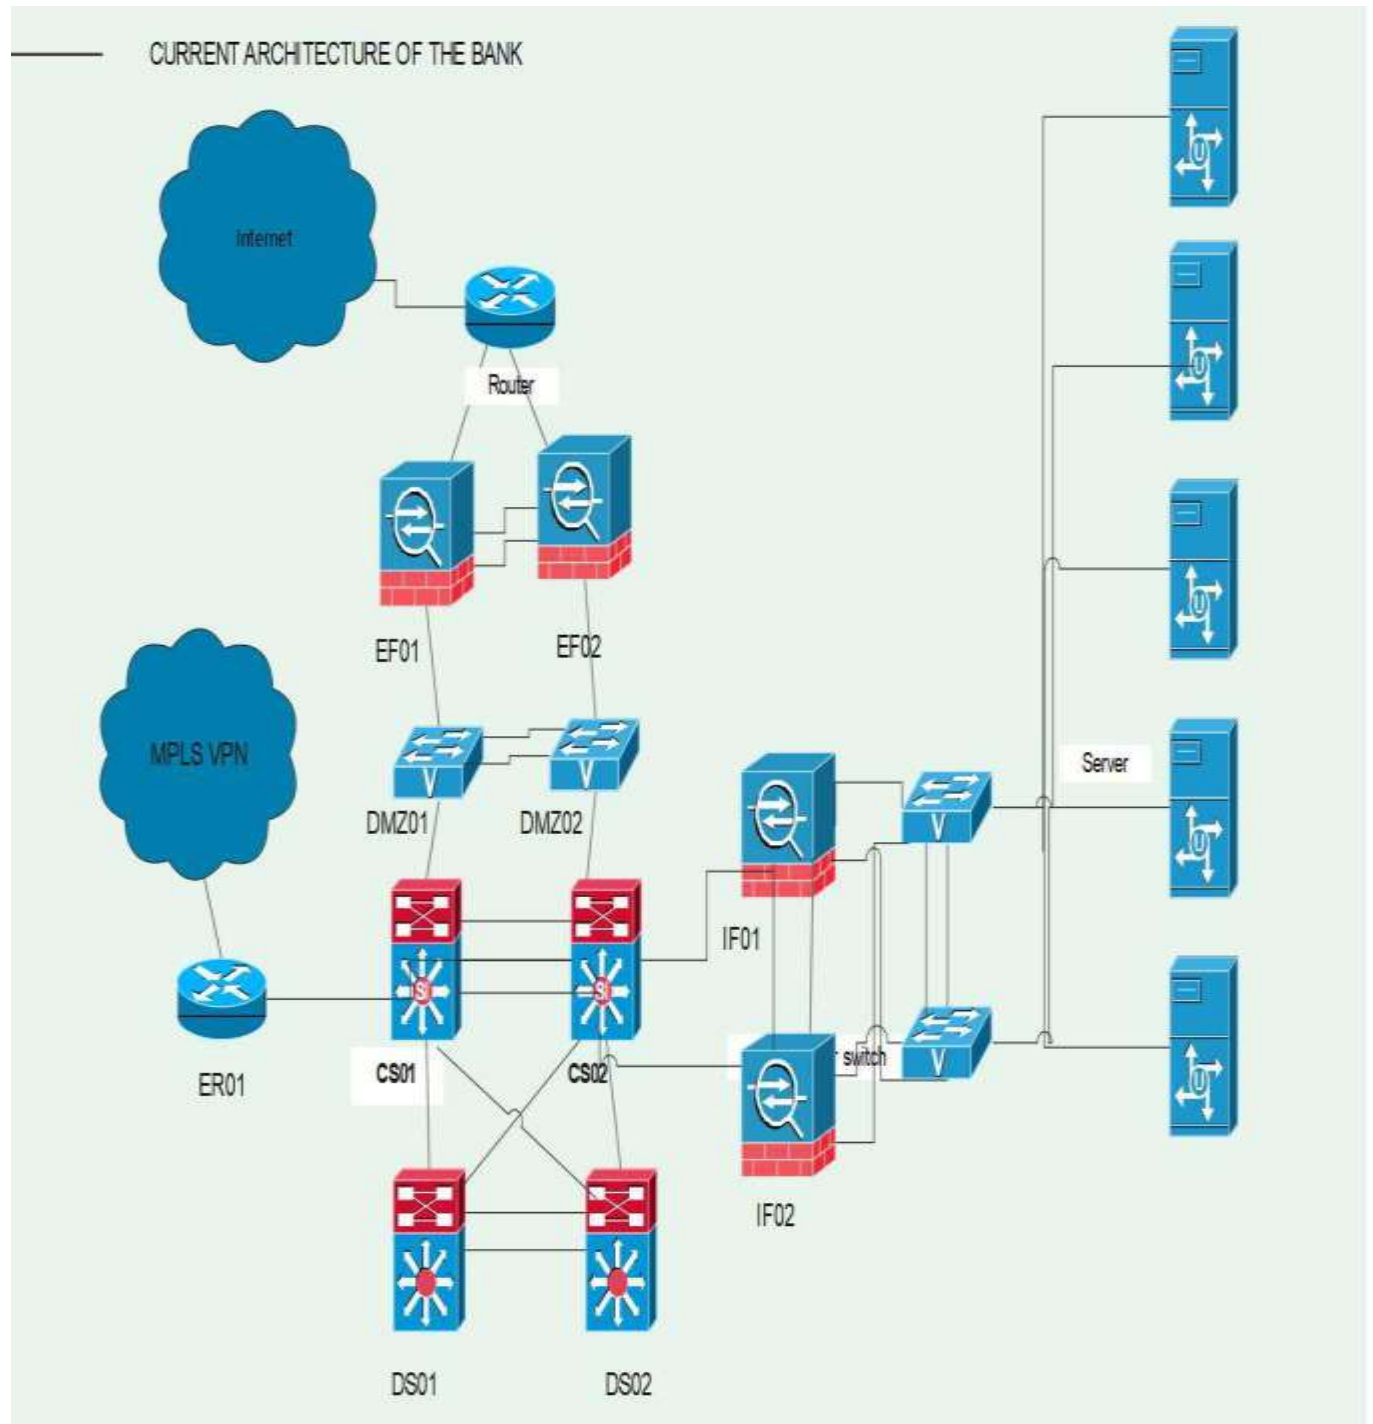 CURRENT ARCHITECTURE OF THE BANK
Internet
Router
EF01
EF02
MPLS VPN
Server
DMZ01
DMZ02
IF01
V
V
V
V
S
S
switch
CS01
CS02
ER01
IF02
DS01
DS02